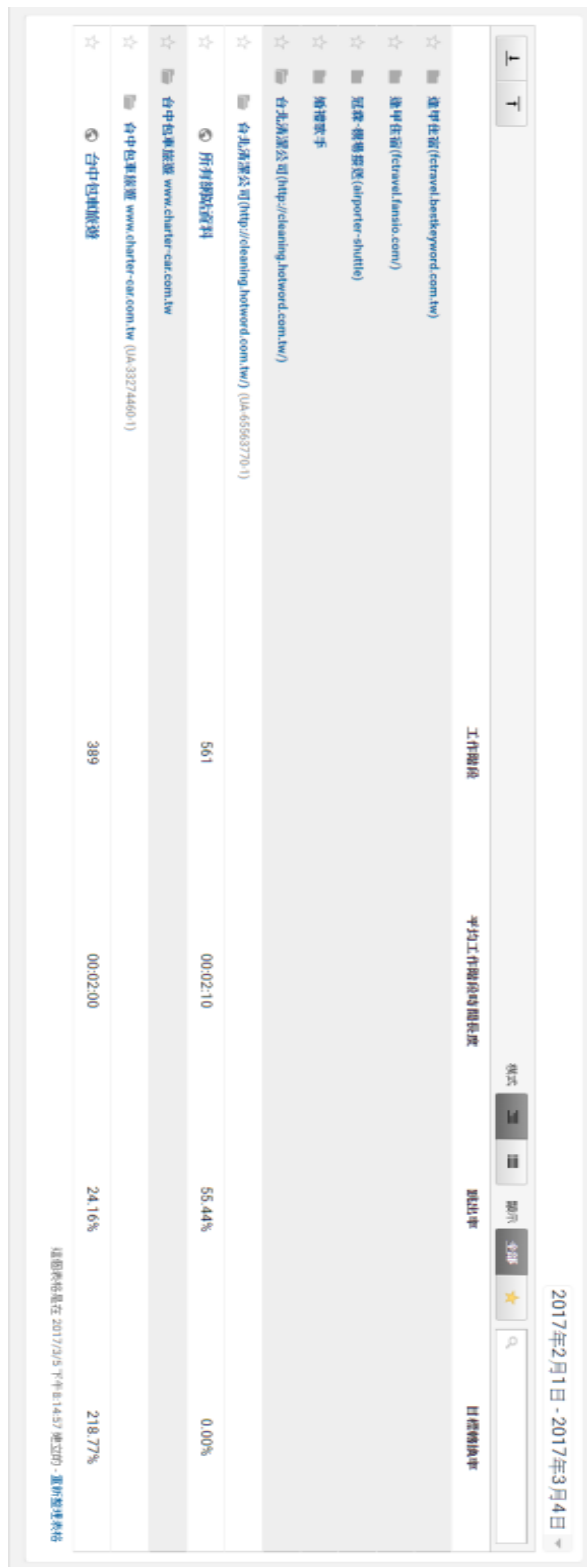 2017年2月1日 - 2017年3月4日
模式 顯示 全部
工作階段 平均工作階段時間長度 跳出率 目標轉換率
逢甲住宿(fctravel.bestkeyword.com.tw)
逢甲住宿(fctravel.fansio.com/)
冠森-機場接送(airporter-shuttle)
婚禮歌手
台北清潔公司(http://cleaning.hotword.com.tw/)
台北清潔公司(http://cleaning.hotword.com.tw/) (UA-65563770-1)
所有網站資料 561 00:02:10 55.44% 0.00%
台中包車旅遊 www.charter-car.com.tw
台中包車旅遊 www.charter-car.com.tw (UA-33274460-1)
台中包車旅遊 389 00:02:00 24.16% 218.77%
這個表格是在 2017/3/5 下午8:14:57 建立的 - 重新整理表格